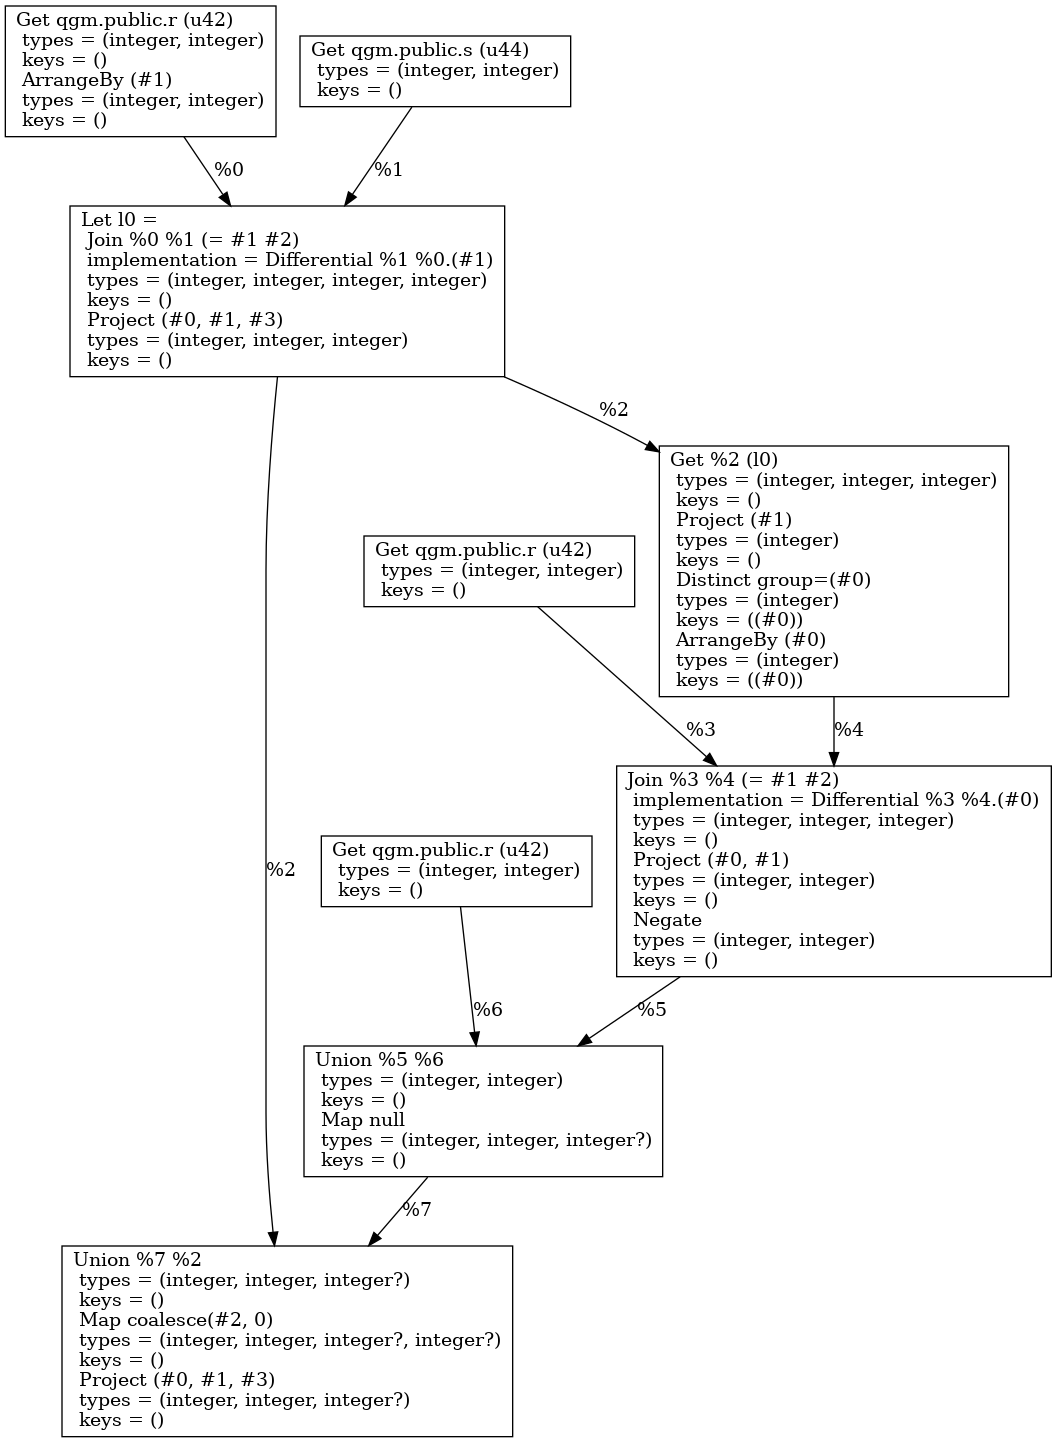 Get qgm.public.r (u42)
types = (integer, integer)
keys = ()
ArrangeBy (#1)
types = (integer, integer)
keys = ()
Get qgm.public.s (u44)
types = (integer, integer)
keys = ()
%0
%1
Let l0 =
Join %0 %1 (= #1 #2)
implementation = Differential %1 %0.(#1)
types = (integer, integer, integer, integer)
keys = ()
Project (#0, #1, #3)
types = (integer, integer, integer)
keys = ()
%2
Get %2 (l0)
types = (integer, integer, integer)
keys = ()
Project (#1)
types = (integer)
keys = ()
Distinct group=(#0)
types = (integer)
keys = ((#0))
ArrangeBy (#0)
types = (integer)
keys = ((#0))
Get qgm.public.r (u42)
types = (integer, integer)
keys = ()
%3
%4
Join %3 %4 (= #1 #2)
implementation = Differential %3 %4.(#0)
types = (integer, integer, integer)
keys = ()
Project (#0, #1)
types = (integer, integer)
keys = ()
Negate
types = (integer, integer)
keys = ()
Get qgm.public.r (u42)
types = (integer, integer)
keys = ()
%2
%6
%5
Union %5 %6
types = (integer, integer)
keys = ()
Map null
types = (integer, integer, integer?)
keys = ()
%7
Union %7 %2
types = (integer, integer, integer?)
keys = ()
Map coalesce(#2, 0)
types = (integer, integer, integer?, integer?)
keys = ()
Project (#0, #1, #3)
types = (integer, integer, integer?)
keys = ()